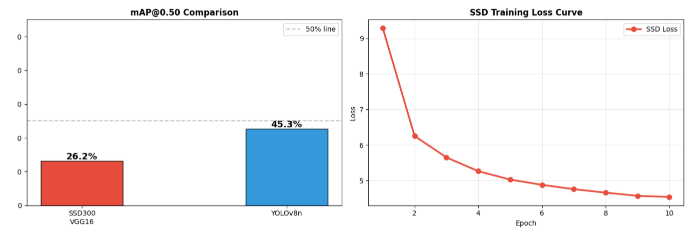 mAP@0.50 Comparison
50% line
0
0
0
0
0
0
26.2%
45.3%
SSD300
VGG16
YOLOv8n
SSD Training Loss Curve
SSD Loss
Loss
9
8
7
6
5
2
4
6
8
10
Epoch